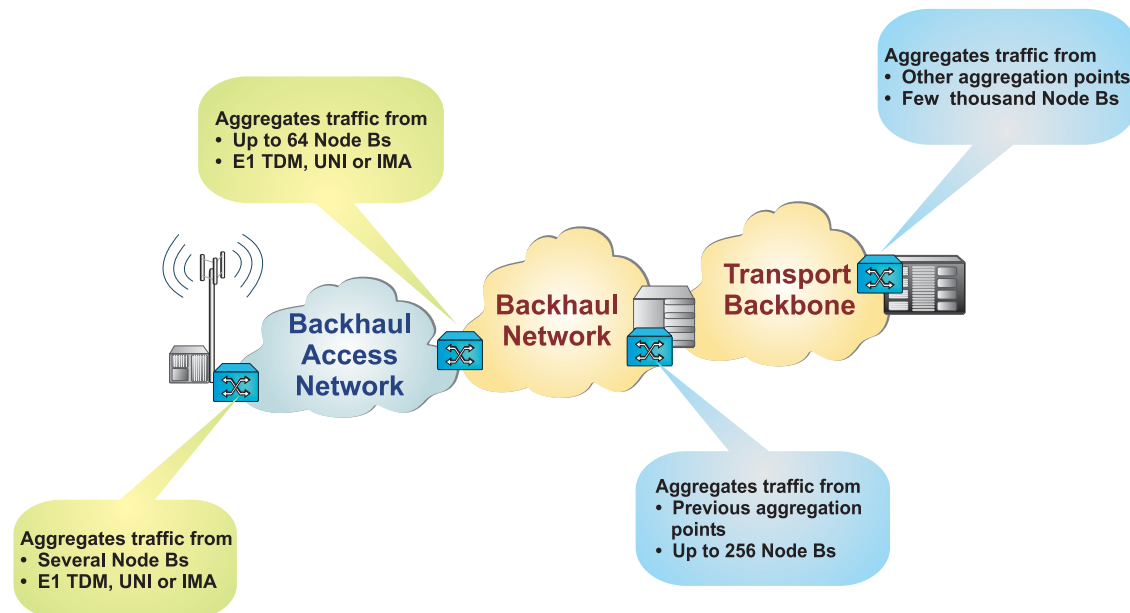 Aggregates traffic from
• Other aggregation points
• Few thousand Node Bs
Aggregates traffic from
• Up to 64 Node Bs
• E1 TDM, UNI or IMA
Transport
Backbone
Backhaul
Network
Backhaul
Access
Network
Aggregates traffic from
• Previous aggregation
points
• Up to 256 Node Bs
Aggregates traffic from
• Several Node Bs
• E1 TDM, UNI or IMA